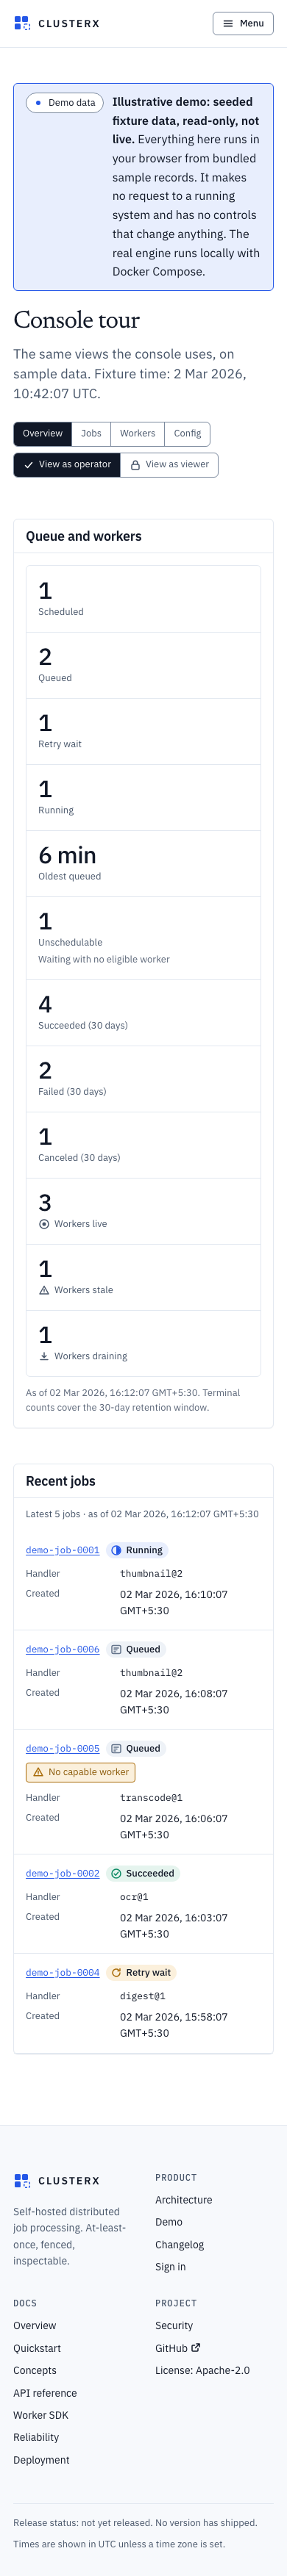 CLUSTERX
Menu
Demo data
Illustrative demo: seeded
fixture data, read-only, not
live. Everything here runs in
your browser from bundled
sample records. It makes
no request to a running
system and has no controls
that change anything. The
real engine runs locally with
Docker Compose.
Console tour
The same views the console uses, on
sample data. Fixture time: 2 Mar 2026,
10:42:07 UTC.
Overview Jobs Workers Config
View as operator View as viewer
Queue and workers
1
Scheduled
2
Queued
1
Retry wait
1
Running
6 min
Oldest queued
1
Unschedulable
Waiting with no eligible worker
4
Succeeded (30 days)
2
Failed (30 days)
1
Canceled (30 days)
3
Workers live
1
Workers stale
1
Workers draining
As of 02 Mar 2026, 16:12:07 GMT+5:30. Terminal
counts cover the 30-day retention window.
Recent jobs
Latest 5 jobs · as of 02 Mar 2026, 16:12:07 GMT+5:30
demo-job-0001 Running
Handler thumbnail@2
Created 02 Mar 2026, 16:10:07
GMT+5:30
demo-job-0006 Queued
Handler thumbnail@2
Created 02 Mar 2026, 16:08:07
GMT+5:30
demo-job-0005 Queued
No capable worker
Handler transcode@1
Created 02 Mar 2026, 16:06:07
GMT+5:30
demo-job-0002 Succeeded
Handler ocr@1
Created 02 Mar 2026, 16:03:07
GMT+5:30
demo-job-0004 Retry wait
Handler digest@1
Created 02 Mar 2026, 15:58:07
GMT+5:30
CLUSTERX
Self-hosted distributed
job processing. At-least-
once, fenced,
inspectable.
PRODUCT
Architecture
Demo
Changelog
Sign in
DOCS
Overview
Quickstart
Concepts
API reference
Worker SDK
Reliability
Deployment
PROJECT
Security
GitHub
License: Apache-2.0
Release status: not yet released. No version has shipped.
Times are shown in UTC unless a time zone is set.